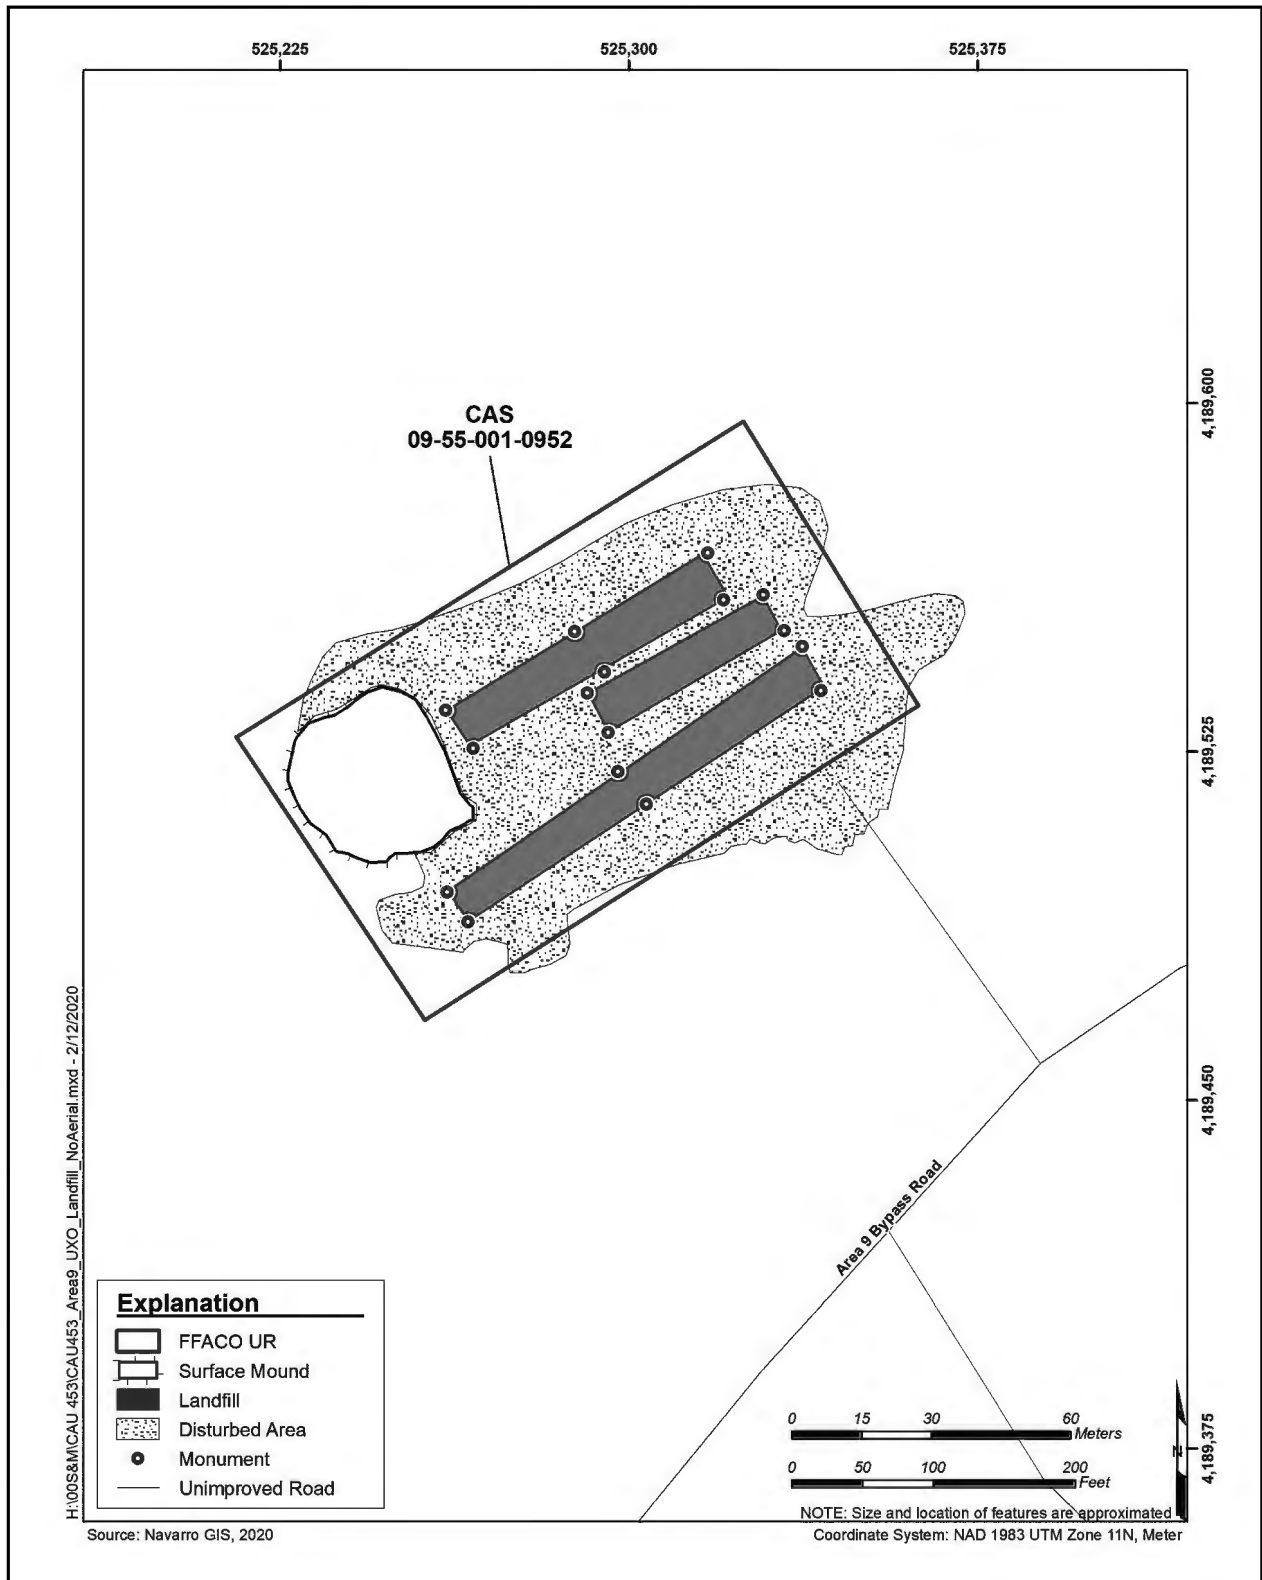 525,225
525,300
525,375
CAS
09-55-001-0952
4,189,600
4,189,525
4,189,450
4,189,375
Area 9 Bypass Road
H:\00S&M\CAU 453\CAU453_Area9_UXO_Landfill_NoAerial.mxd - 2/12/2020
Explanation
FFACO UR
Surface Mound
Landfill
Disturbed Area
Monument
Unimproved Road
0 15 30 60
Meters
0 50 100 200
Feet
N
NOTE: Size and location of features are approximated
Source: Navarro GIS, 2020
Coordinate System: NAD 1983 UTM Zone 11N, Meter